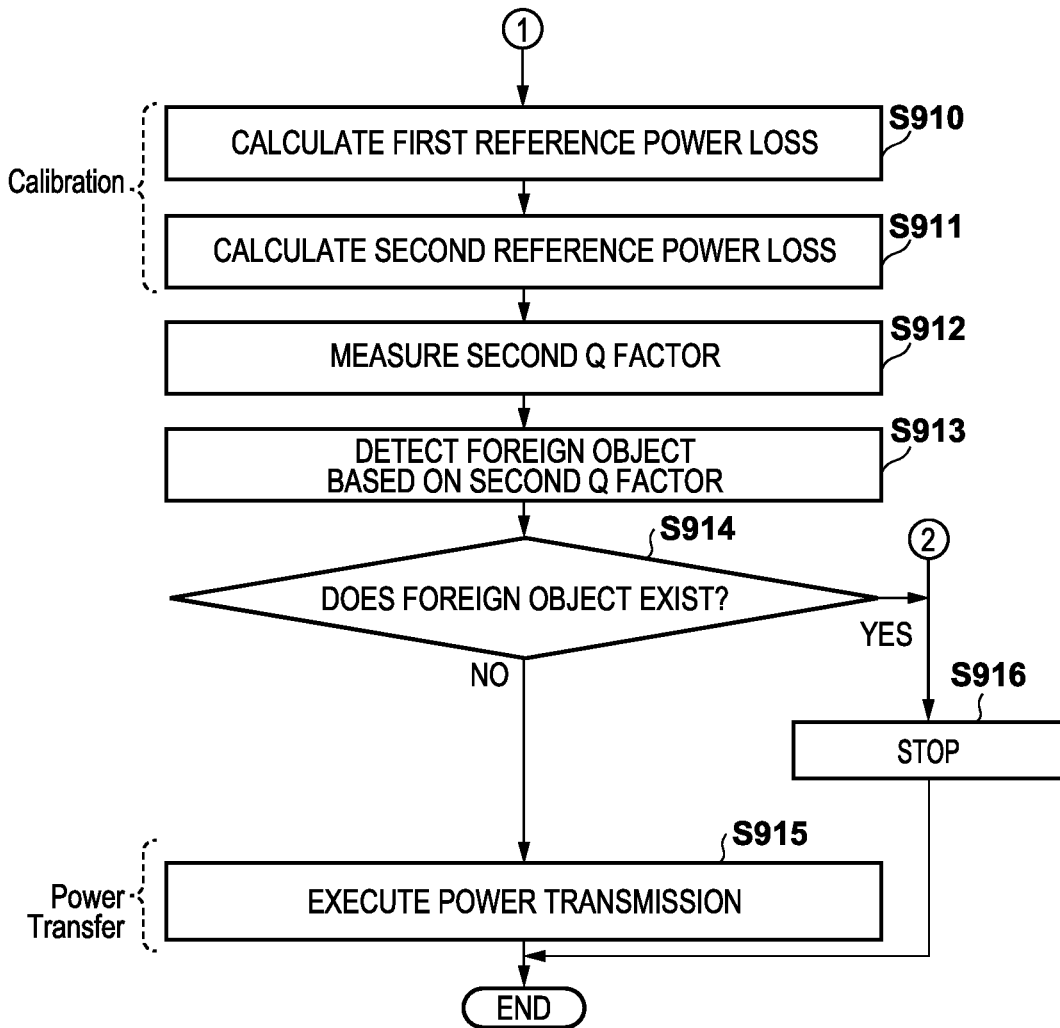 1
S910
CALCULATE FIRST REFERENCE POWER LOSS
Calibration
S911
CALCULATE SECOND REFERENCE POWER LOSS
S912
MEASURE SECOND Q FACTOR
S913
DETECT FOREIGN OBJECT
BASED ON SECOND Q FACTOR
S914
2
DOES FOREIGN OBJECT EXIST?
YES
NO
S916
STOP
S915
Power
Transfer
EXECUTE POWER TRANSMISSION
END